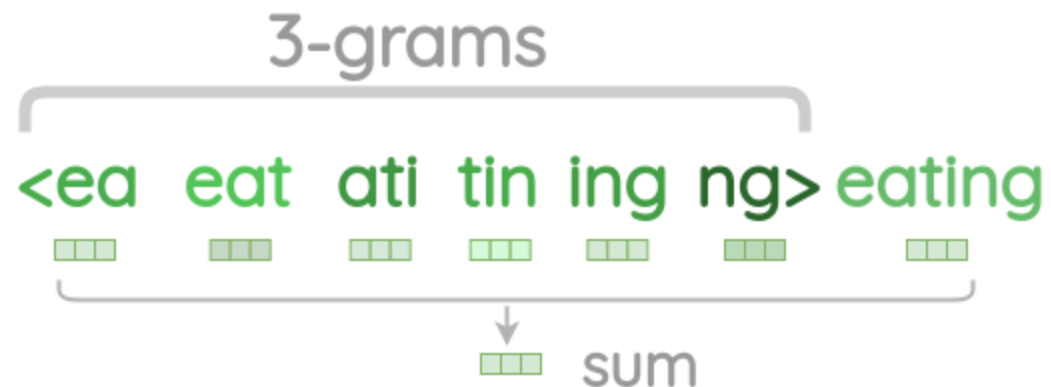 3-grams
<ea eat ati tin ing ng> eating
sum